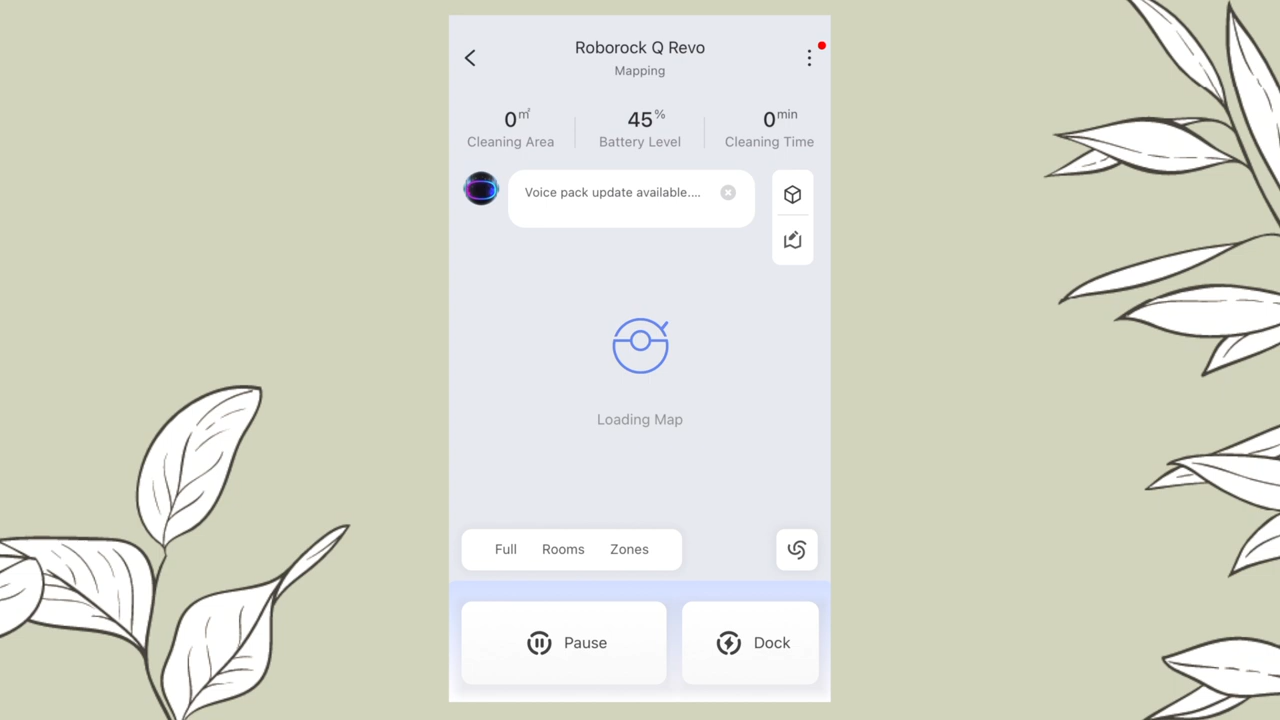 Roborock Q Revo
Mapping
0㎡ 45% 0min
Cleaning Area Battery Level Cleaning Time
Voice pack update available....
Loading Map
Full Rooms Zones
Pause Dock